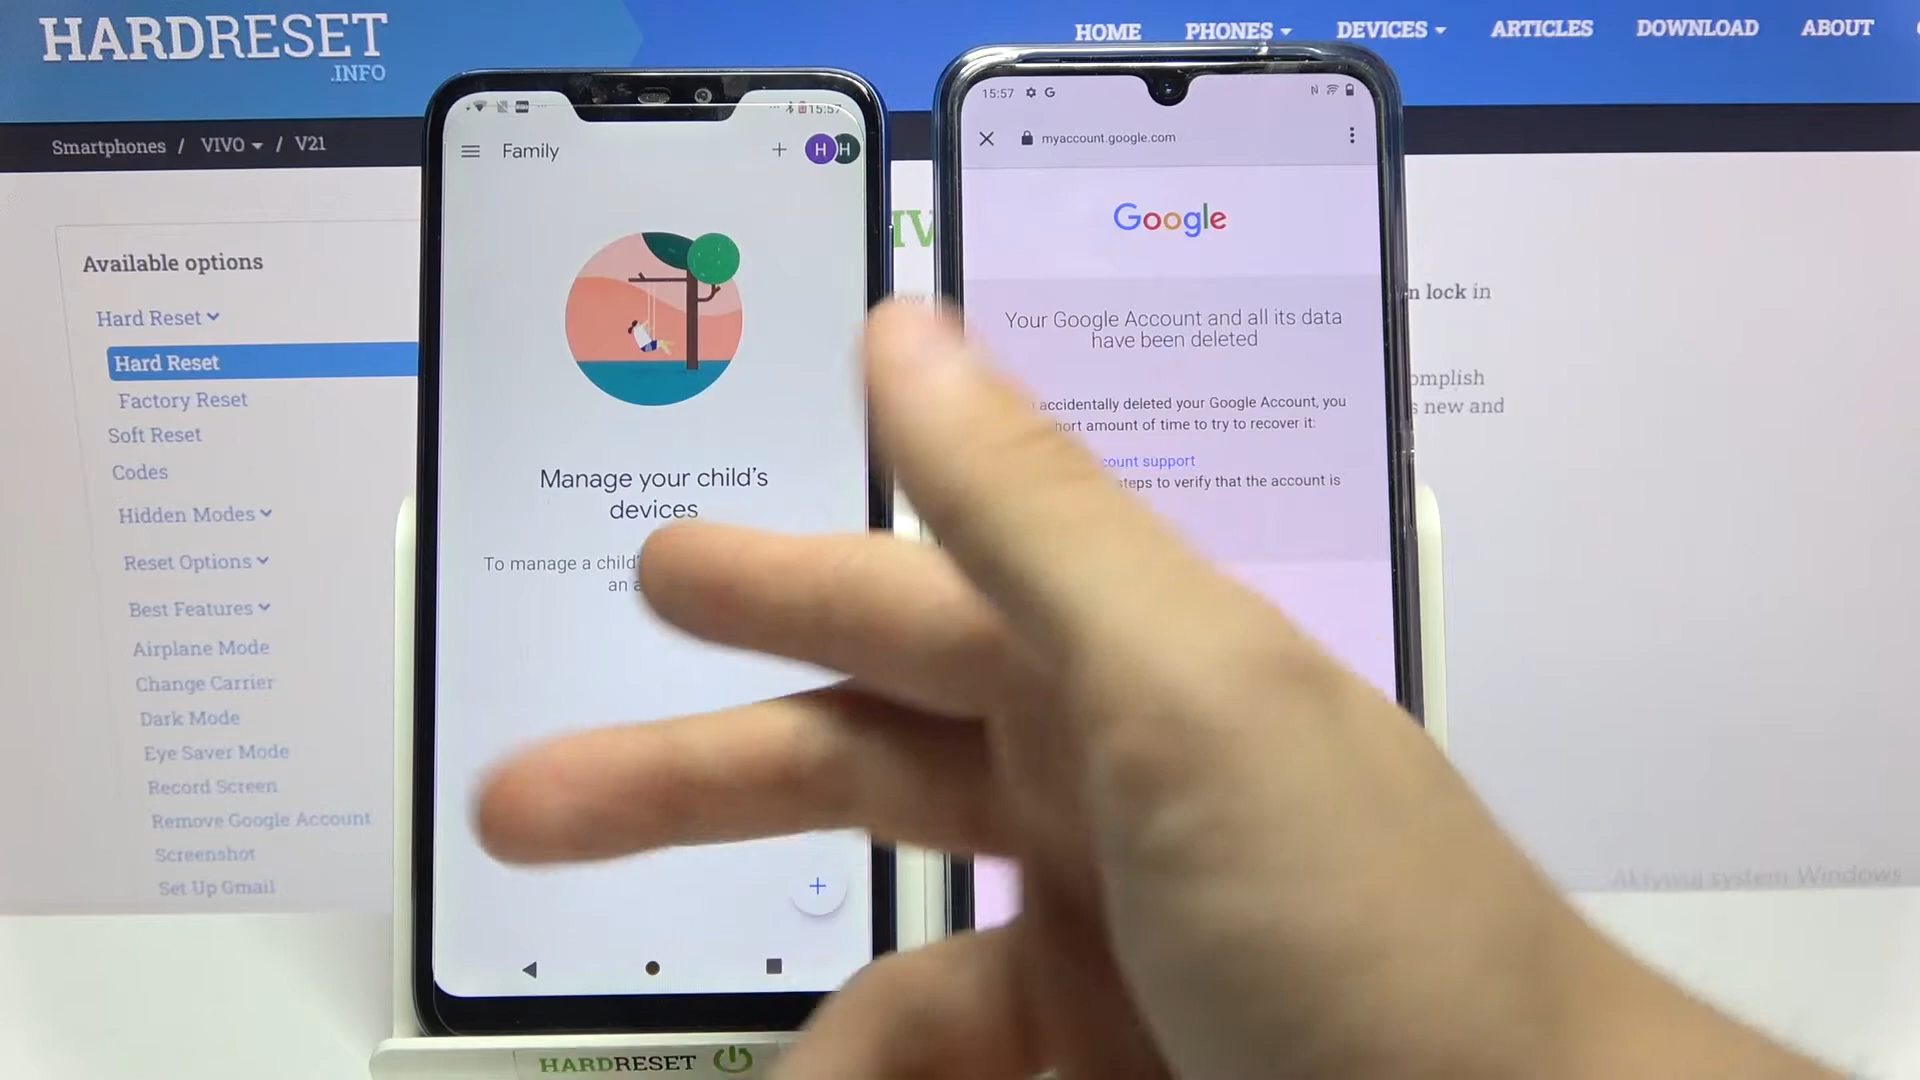 HARDRESET
.INFO
HOME PHONES DEVICES ARTICLES DOWNLOAD ABOUT
Smartphones / VIVO / V21
Available options
Hard Reset
Hard Reset
Factory Reset
Soft Reset
Codes
Hidden Modes
Reset Options
Best Features
Airplane Mode
Change Carrier
Dark Mode
Eye Saver Mode
Record Screen
Remove Google Account
Screenshot
Set Up Gmail
15:57
Family
H H
Manage your child's
devices
To manage a child'
an
HARDRESET
15:57 G
myaccount.google.com
Google
Your Google Account and all its data
have been deleted
accidentally deleted your Google Account, you
amount of time to try to recover it:
support
steps to verify that the account is
lock in
new and
Aktywuj system Windows